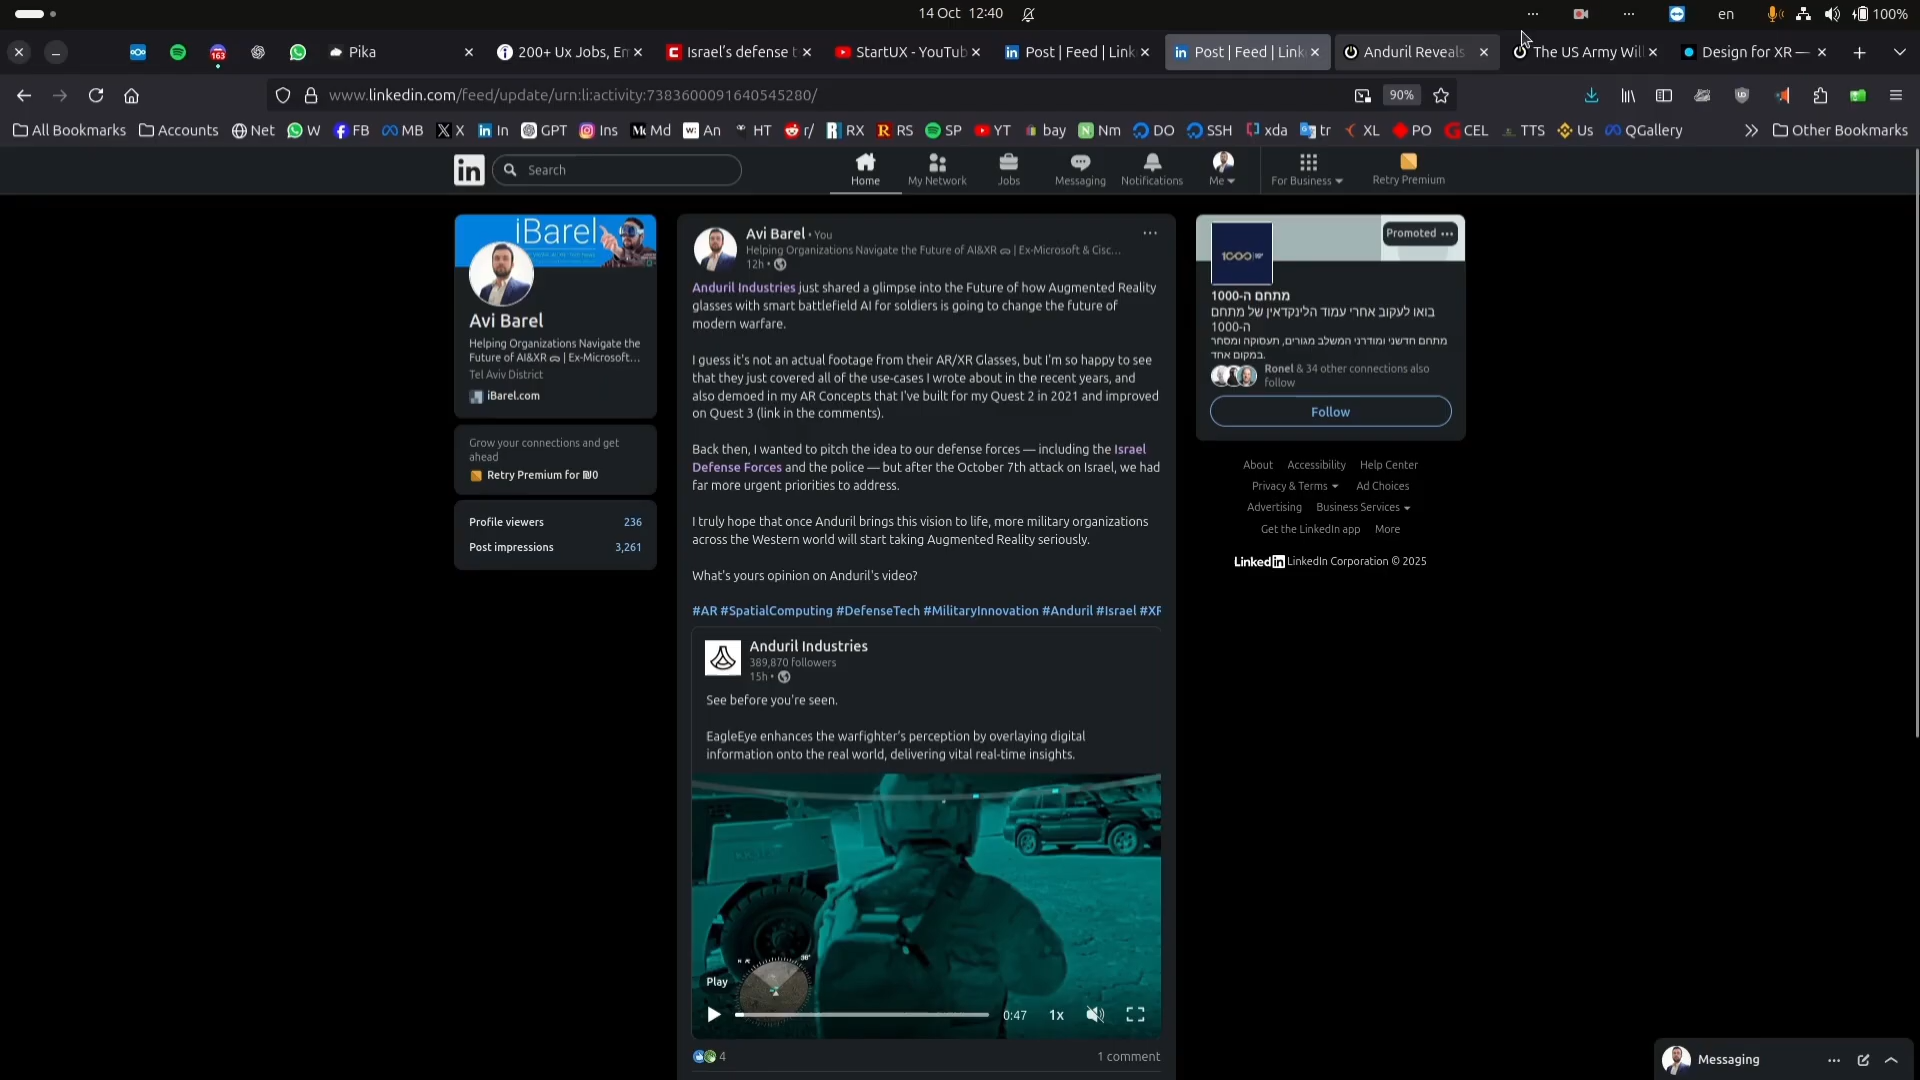 14 Oct 12:40
en
100%
163
Pika
200+ Ux Jobs, Em
Israel's defense t
StartUX - YouTub
Post | Feed | Link
Post | Feed | Link
Anduril Reveals
The US Army Will
Design for XR —
www.linkedin.com/feed/update/urn:li:activity:7383600091640545280/
90%
All Bookmarks
Accounts
Net
W
FB
MB
X
In
GPT
Ins
Md
An
HT
r/
RX
RS
SP
YT
bay
Nm
DO
SSH
xda
tr
XL
PO
CEL
TTS
Us
QGallery
Other Bookmarks
Search
Home
My Network
Jobs
Messaging
Notifications
Me
For Business
Retry Premium
iBarel
Avi Barel
Helping Organizations Navigate the
Future of AI&XR 🥽 | Ex-Microsoft...
Tel Aviv District
iBarel.com
Grow your connections and get
ahead
Retry Premium for ₪0
Profile viewers 236
Post impressions 3,261
Avi Barel • You
Helping Organizations Navigate the Future of AI&XR 🥽 | Ex-Microsoft & Cisc...
12h •
Anduril Industries just shared a glimpse into the Future of how Augmented Reality
glasses with smart battlefield AI for soldiers is going to change the future of
modern warfare.
I guess it's not an actual footage from their AR/XR Glasses, but I'm so happy to see
that they just covered all of the use-cases I wrote about in the recent years, and
also demoed in my AR Concepts that I've built for my Quest 2 in 2021 and improved
on Quest 3 (link in the comments).
Back then, I wanted to pitch the idea to our defense forces — including the Israel
Defense Forces and the police — but after the October 7th attack on Israel, we had
far more urgent priorities to address.
I truly hope that once Anduril brings this vision to life, more military organizations
across the Western world will start taking Augmented Reality seriously.
What's yours opinion on Anduril's video?
#AR #SpatialComputing #DefenseTech #MilitaryInnovation #Anduril #Israel #XR
Anduril Industries
389,870 followers
15h •
See before you're seen.
EagleEye enhances the warfighter's perception by overlaying digital
information onto the real world, delivering vital real-time insights.
Play
0:47
1x
4
1 comment
Promoted
1000
מתחם ה-1000
בואו לעקוב אחרי עמוד הלינקדאין של מתחם
ה-1000
מתחם חדשני ומודרני המשלב מגורים, תעסוקה ומסחר
במקום אחד.
Ronel & 34 other connections also
follow
Follow
About Accessibility Help Center
Privacy & Terms Ad Choices
Advertising Business Services
Get the LinkedIn app More
LinkedIn LinkedIn Corporation © 2025
Messaging